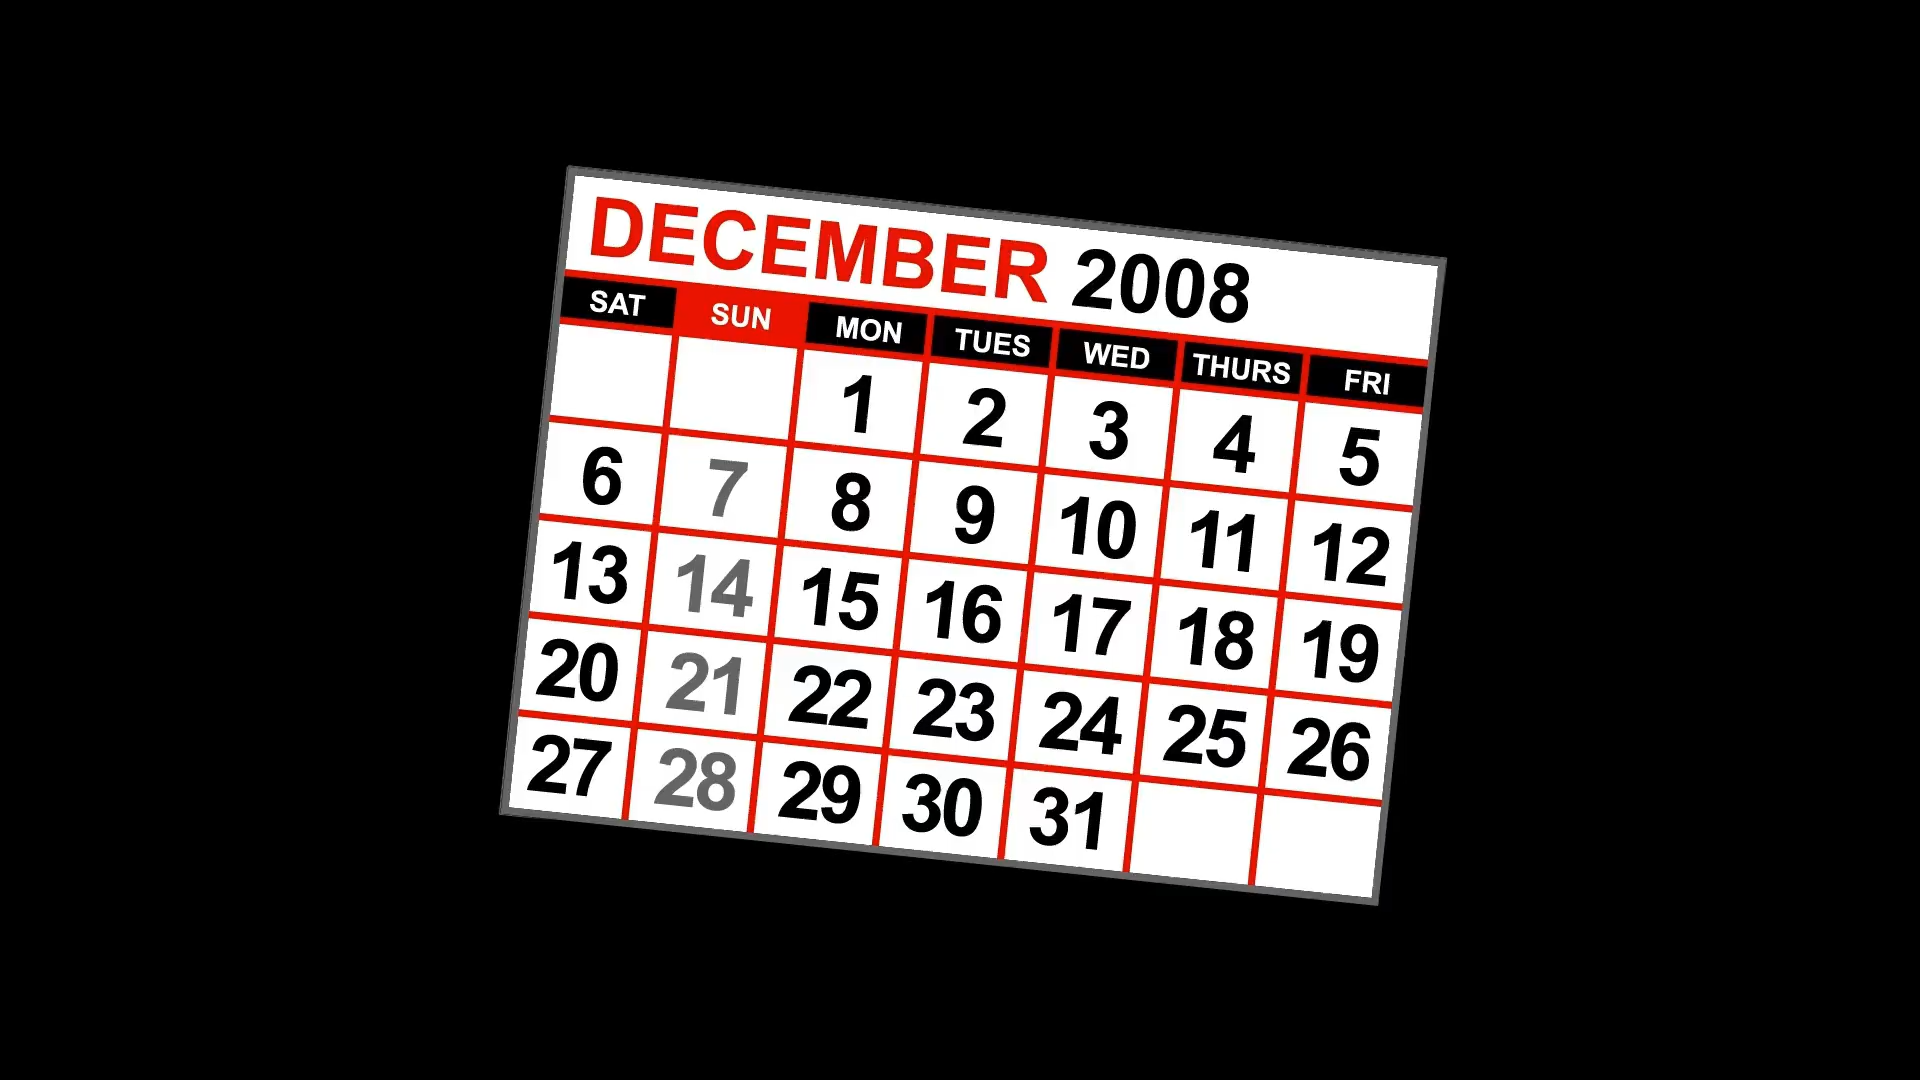 DECEMBER 2008
SAT SUN MON TUES WED THURS FRI
1 2 3 4 5
6 7 8 9 10 11 12
13 14 15 16 17 18 19
20 21 22 23 24 25 26
27 28 29 30 31